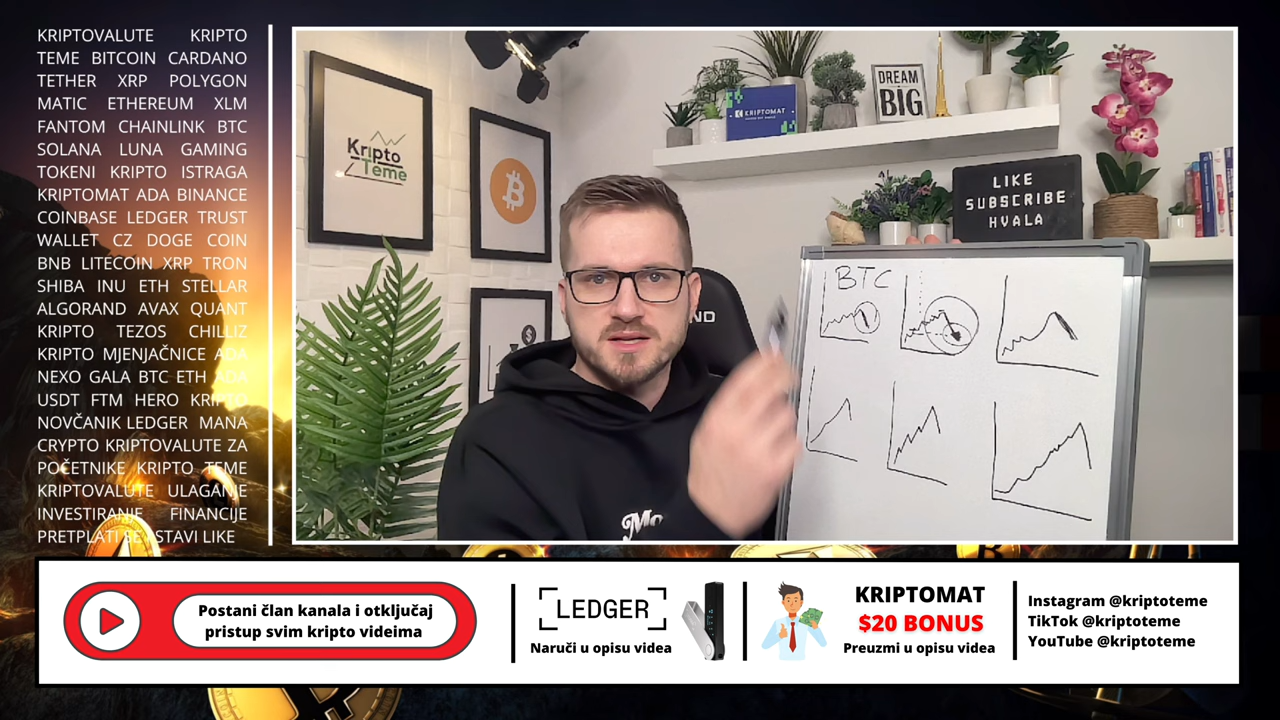 KRIPTOVALUTE KRIPTO
TEME BITCOIN CARDANO
TETHER XRP POLYGON
MATIC ETHEREUM XLM
FANTOM CHAINLINK BTC
SOLANA LUNA GAMING
TOKENI KRIPTO ISTRAGA
KRIPTOMAT ADA BINANCE
COINBASE LEDGER TRUST
WALLET CZ DOGE COIN
BNB LITECOIN XRP TRON
SHIBA INU ETH STELLAR
ALGORAND AVAX QUANT
KRIPTO TEZOS CHILLIZ
KRIPTO MJENJAČNICE ADA
NEXO GALA BTC ETH ADA
USDT FTM HERO KRIPTO
NOVČANIK LEDGER MANA
CRYPTO KRIPTOVALUTE ZA
POČETNIKE KRIPTO TEME
KRIPTOVALUTE ULAGANJE
INVESTIRANJE FINANCIJE
PRETPLATI SE I STAVI LIKE
Kripto
Teme
KRIPTOMAT
DREAM
BIG
LIKE
SUBSCRIBE
HVALA
ND
BTC
Postani član kanala i otključaj
pristup svim kripto videima
LEDGER
Naruči u opisu videa
KRIPTOMAT
$20 BONUS
Preuzmi u opisu videa
Instagram @kriptoteme
TikTok @kriptoteme
YouTube @kriptoteme